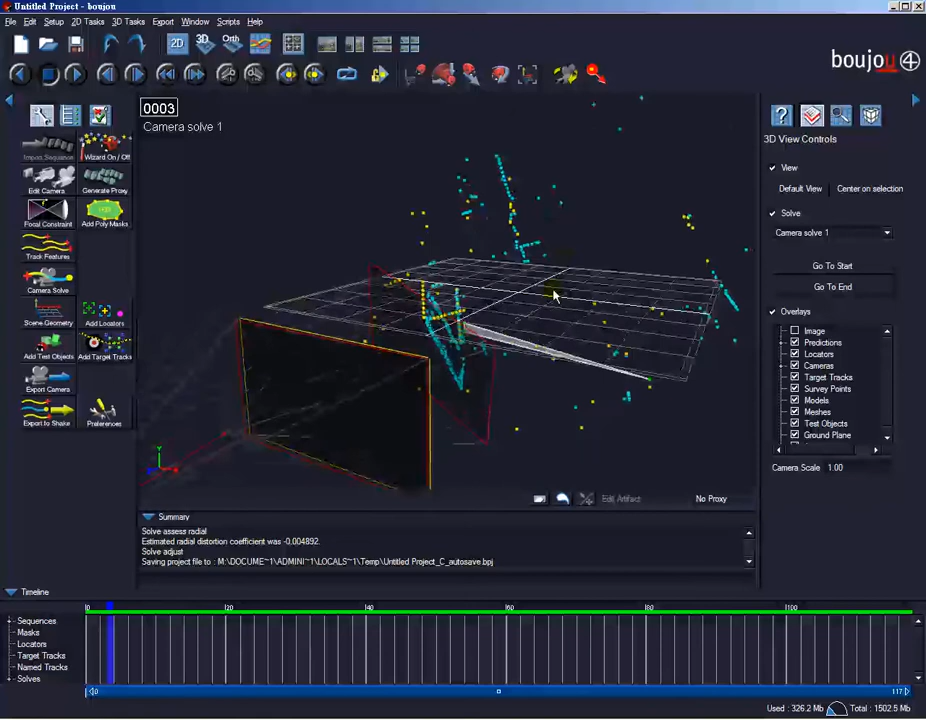 Untitled Project - boujou
File Edit Setup 2D Tasks 3D Tasks Export Window Scripts Help
2D 3D Orth
boujou 4
0003
Camera solve 1
Import Sequence Wizard On / Off
Edit Camera Generate Proxy
Focal Constraint Add Poly Masks
Track Features
Camera Solve
Scene Geometry Add Locators
Add Test Objects Add Target Tracks
Export Camera
Export to Shake Preferences
Y
3D View Controls
View
Default View Center on selection
Solve
Camera solve 1
Go To Start
Go To End
Overlays
Image
Predictions
Locators
Cameras
Target Tracks
Survey Points
Models
Meshes
Test Objects
Ground Plane
Camera Scale 1.00
Edit Artifact No Proxy
Summary
Solve assess radial
Estimated radial distortion coefficient was -0.004892.
Solve adjust
Saving project file to : M:\DOCUME~1\ADMINI~1\LOCALS~1\Temp\Untitled Project_C_autosave.bpj
Timeline
0 20 40 60 80 100
Sequences
Masks
Locators
Target Tracks
Named Tracks
Solves
0 117
Used : 326.2 Mb Total : 1502.5 Mb